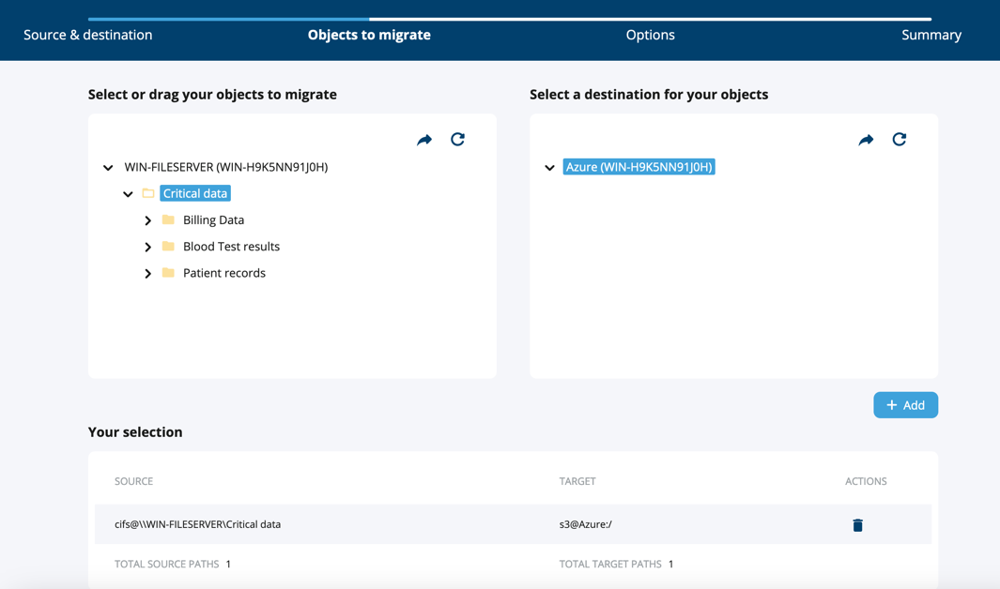 Source & destination
Objects to migrate
Options
Summary
Select or drag your objects to migrate
WIN-FILESERVER (WIN-H9K5NN91J0H)
Critical data
Billing Data
Blood Test results
Patient records
Select a destination for your objects
Azure (WIN-H9K5NN91J0H)
+ Add
Your selection
SOURCE TARGET ACTIONS
cifs@\\WIN-FILESERVER\Critical data s3@Azure:/
TOTAL SOURCE PATHS 1 TOTAL TARGET PATHS 1